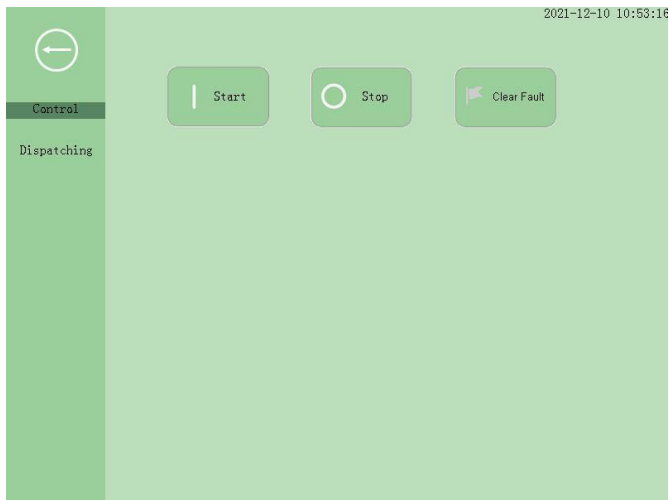 2021-12-10 10:53:16
Start
Stop
Clear Fault
Control
Dispatching